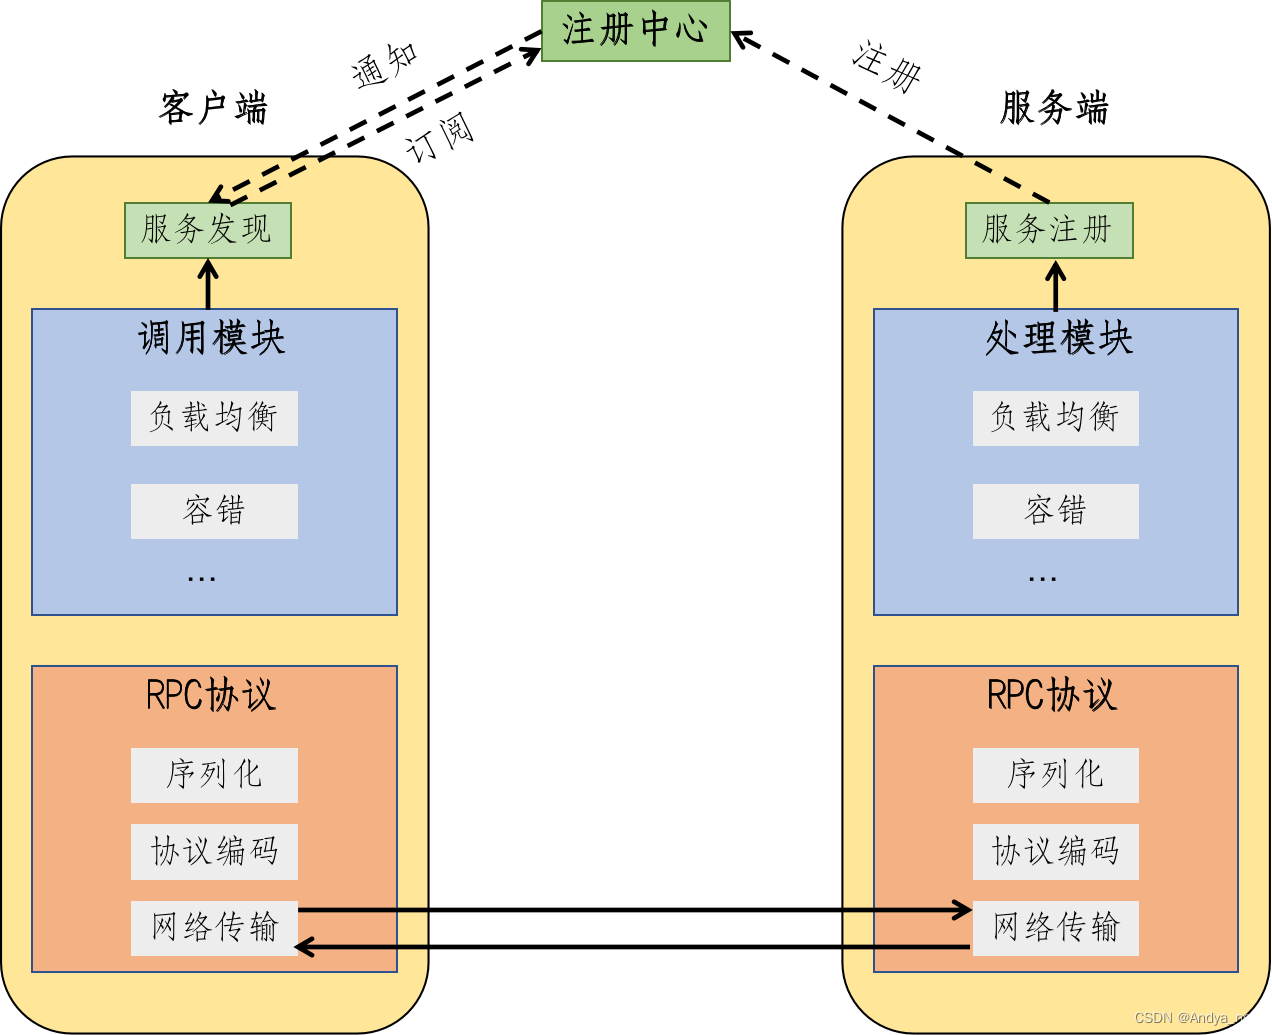 注册中心
通知
订阅
注册
客户端
服务发现
调用模块
负载均衡
容错
...
RPC协议
序列化
协议编码
网络传输
服务端
服务注册
处理模块
负载均衡
容错
...
RPC协议
序列化
协议编码
网络传输
CSDN @Andya_